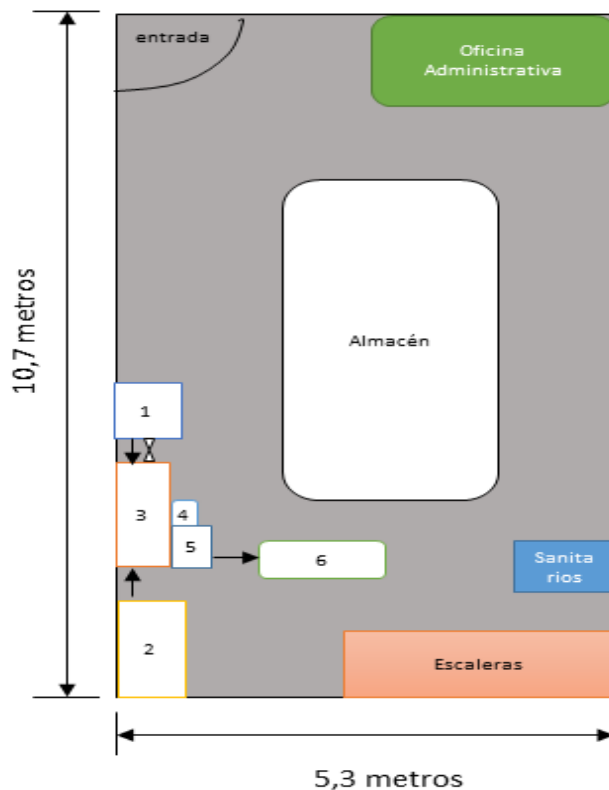 entrada
Oficina
Administrativa
10,7 metros
Almacén
1
3
4
5
6
Sanita
rios
2
Escaleras
5,3 metros